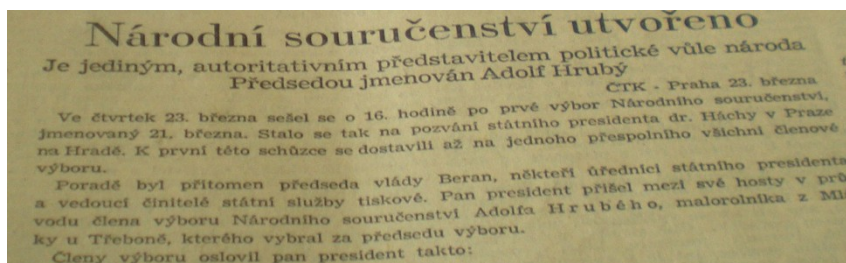 Národní souručenství utvořeno
Je jediným, autoritativním představitelem politické vůle národa
Předsedou jmenován Adolf Hrubý
ČTK - Praha 23. března
Ve čtvrtek 23. března sešel se o 16. hodině po prvé výbor Národního souručenství,
jmenovaný 21. března. Stalo se tak na pozvání státního presidenta dr. Háchy v Praze
na Hradě. K první této schůzce se dostavili až na jednoho přespolního všichni členové
výboru.
Poradě byl přítomen předseda vlády Beran, někteří úředníci státního presidenta
a vedoucí činitelé státní služby tiskové. Pan president přišel mezi své hosty v prů
vodu člena výboru Národního souručenství Adolfa Hrubého, malorolníka z Ml
ky u Třeboně, kterého vybral za předsedu výboru.
Členy výboru oslovil pan president takto: